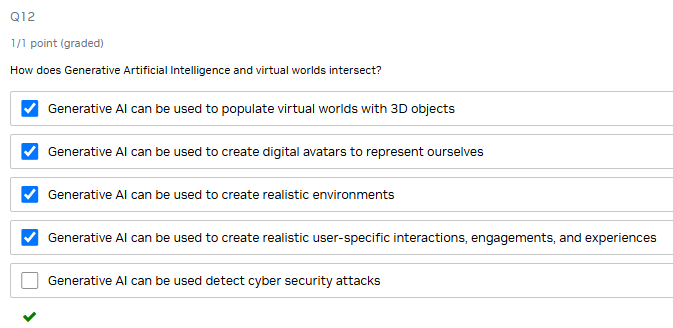 Q12
1/1 point (graded)
How does Generative Artificial Intelligence and virtual worlds intersect?
Generative AI can be used to populate virtual worlds with 3D objects
Generative AI can be used to create digital avatars to represent ourselves
Generative AI can be used to create realistic environments
Generative AI can be used to create realistic user-specific interactions, engagements, and experiences
Generative AI can be used detect cyber security attacks